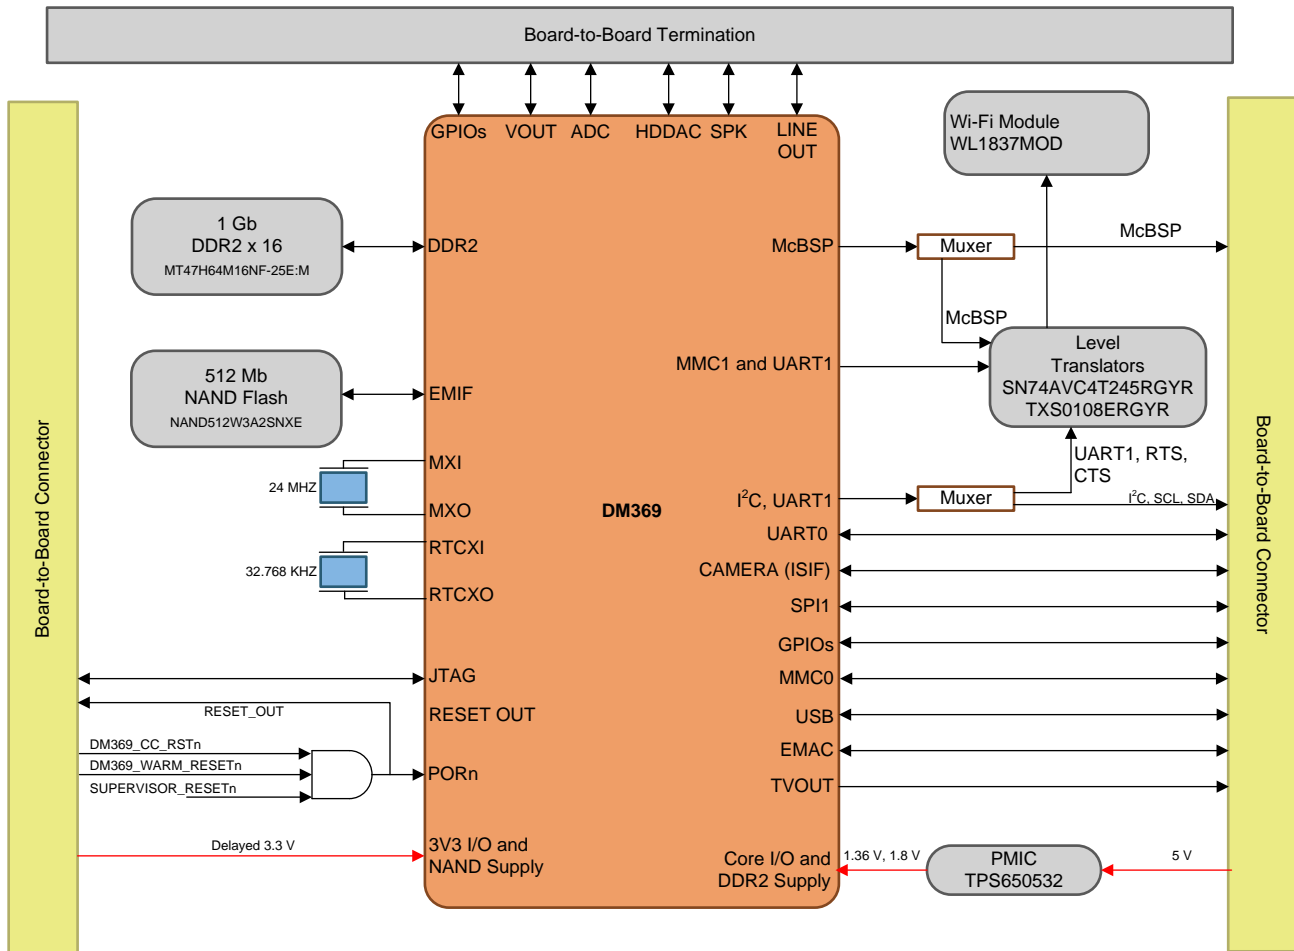 Board-to-Board Termination
GPIOs
VOUT
ADC
HDDAC
SPK
LINE
OUT
Wi-Fi Module
WL1837MOD
1 Gb
DDR2 x 16
MT47H64M16NF-25E:M
DDR2
McBSP
Muxer
McBSP
McBSP
Level
Translators
SN74AVC4T245RGYR
TXS0108ERGYR
MMC1 and UART1
512 Mb
NAND Flash
NAND512W3A2SNXE
EMIF
MXI
24 MHZ
MXO
RTCXI
32.768 KHZ
RTCXO
DM369
UART1, RTS,
CTS
I²C, UART1
Muxer
I²C, SCL, SDA
UART0
CAMERA (ISIF)
SPI1
GPIOs
MMC0
USB
EMAC
TVOUT
Board-to-Board Connector
Board-to-Board Connector
JTAG
RESET_OUT
RESET OUT
DM369_CC_RSTn
DM369_WARM_RESETn
SUPERVISOR_RESETn
PORn
Delayed 3.3 V
3V3 I/O and
NAND Supply
Core I/O and
DDR2 Supply
1.36 V, 1.8 V
PMIC
TPS650532
5 V